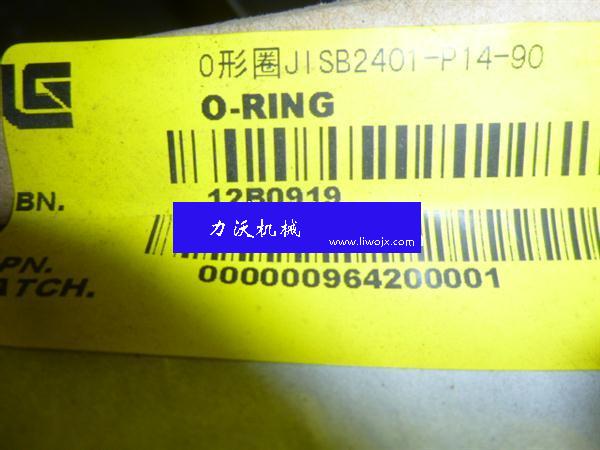 O形圈JISB2401-P14-90
O-RING
BN. 12B0919
力沃机械
www.liwojx.com
PN.
ATCH. 000000964200001